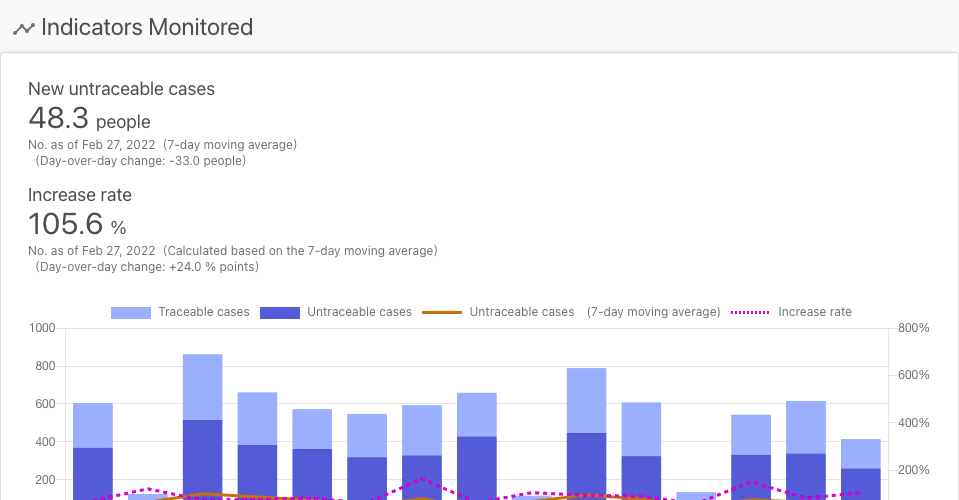 Indicators Monitored
New untraceable cases
48.3 people
No. as of Feb 27, 2022 (7-day moving average)
(Day-over-day change: -33.0 people)
Increase rate
105.6 %
No. as of Feb 27, 2022 (Calculated based on the 7-day moving average)
(Day-over-day change: +24.0 % points)
Traceable cases Untraceable cases Untraceable cases (7-day moving average) Increase rate
1000 800%
800
600%
600
400%
400
200%
200